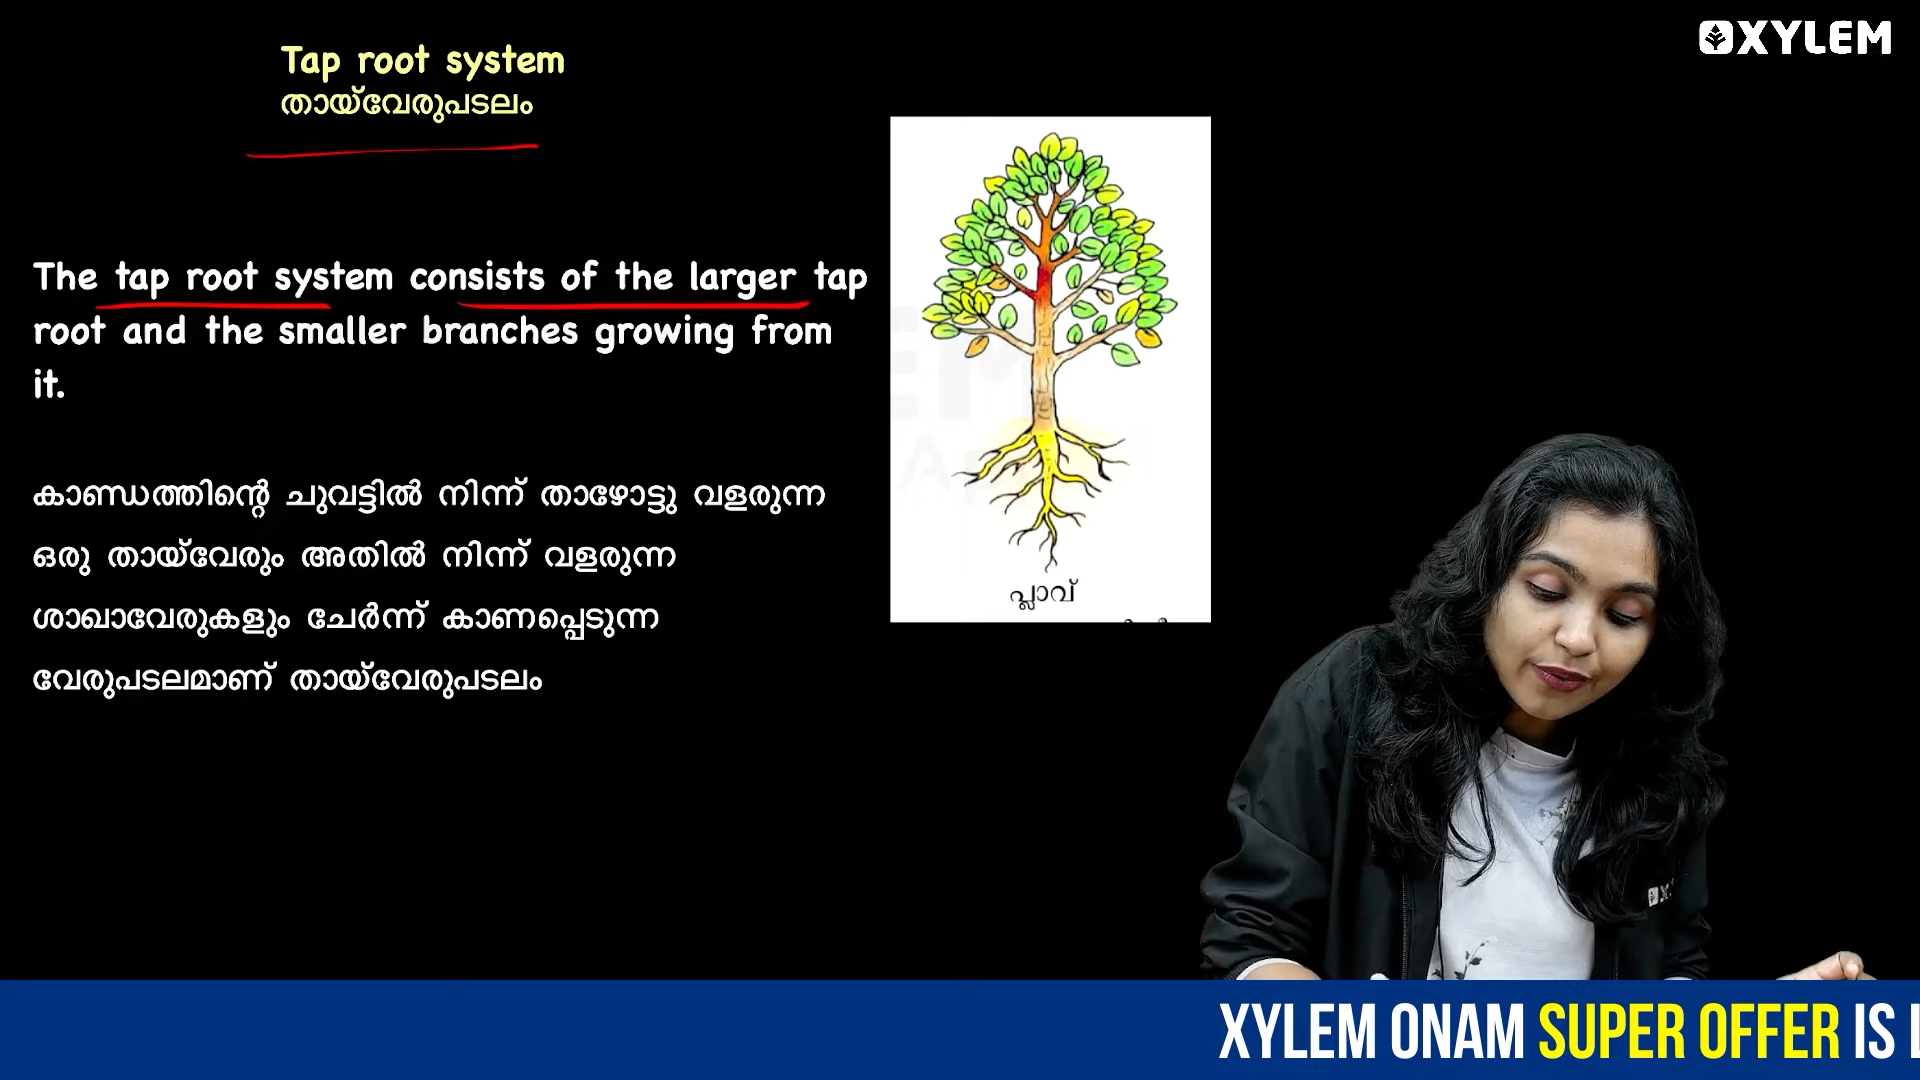 Tap root system
തായ്‌വേരുപടലം
XYLEM
The tap root system consists of the larger tap
root and the smaller branches growing from
it.
കാണ്ഡത്തിന്റെ ചുവട്ടിൽ നിന്ന് താഴോട്ടു വളരുന്ന
ഒരു തായ്‌വേരും അതിൽ നിന്ന് വളരുന്ന
ശാഖാവേരുകളും ചേർന്ന് കാണപ്പെടുന്ന
വേരുപടലമാണ് തായ്‌വേരുപടലം
പ്ലാവ്
XYLEM ONAM SUPER OFFER IS